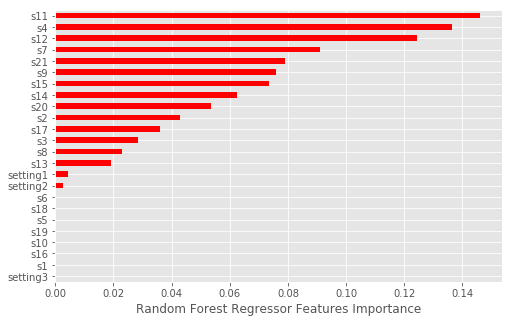 s11
s4
s12
s7
s21
s9
s15
s14
s20
s2
s17
s3
s8
s13
setting1
setting2
s6
s18
s5
s19
s10
s16
s1
setting3
0.00 0.02 0.04 0.06 0.08 0.10 0.12 0.14
Random Forest Regressor Features Importance